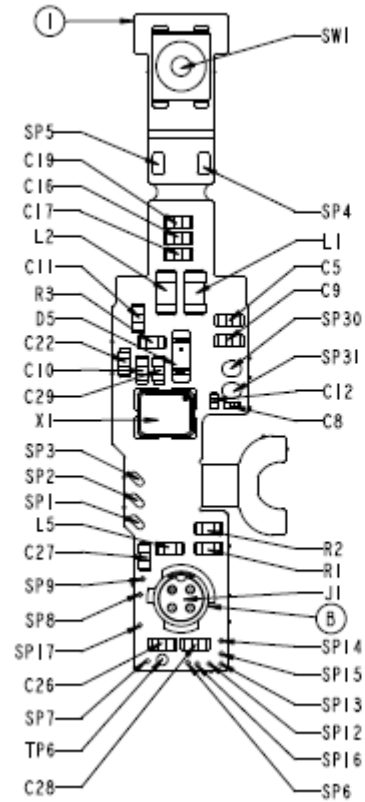 1
SW1
SP5
C19
C16
C17
L2
C11
R3
D5
C22
C10
C29
X1
SP3
SP2
SP1
L5
C27
SP9
SP8
SP17
C26
SP7
TP6
C28
SP4
L1
C5
C9
SP30
SP31
C12
C8
R2
R1
J1
B
SP14
SP15
SP13
SP12
SP16
SP6